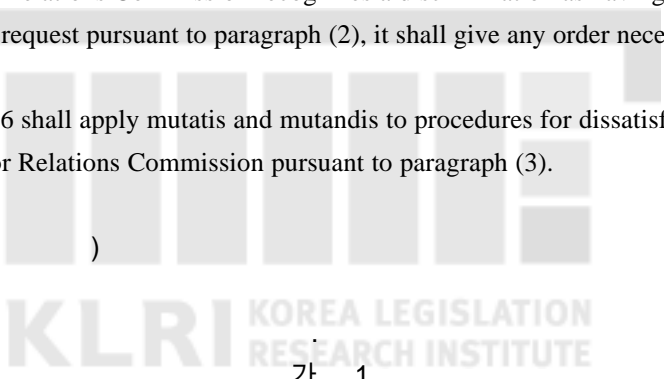 request pursuant to paragraph (2), it shall give any order nece
6 shall apply mutatis and mutandis to procedures for dissatisf
or Relations Commission pursuant to paragraph (3).
)
KLRI KOREA LEGISLATION
RESEARCH INSTITUTE